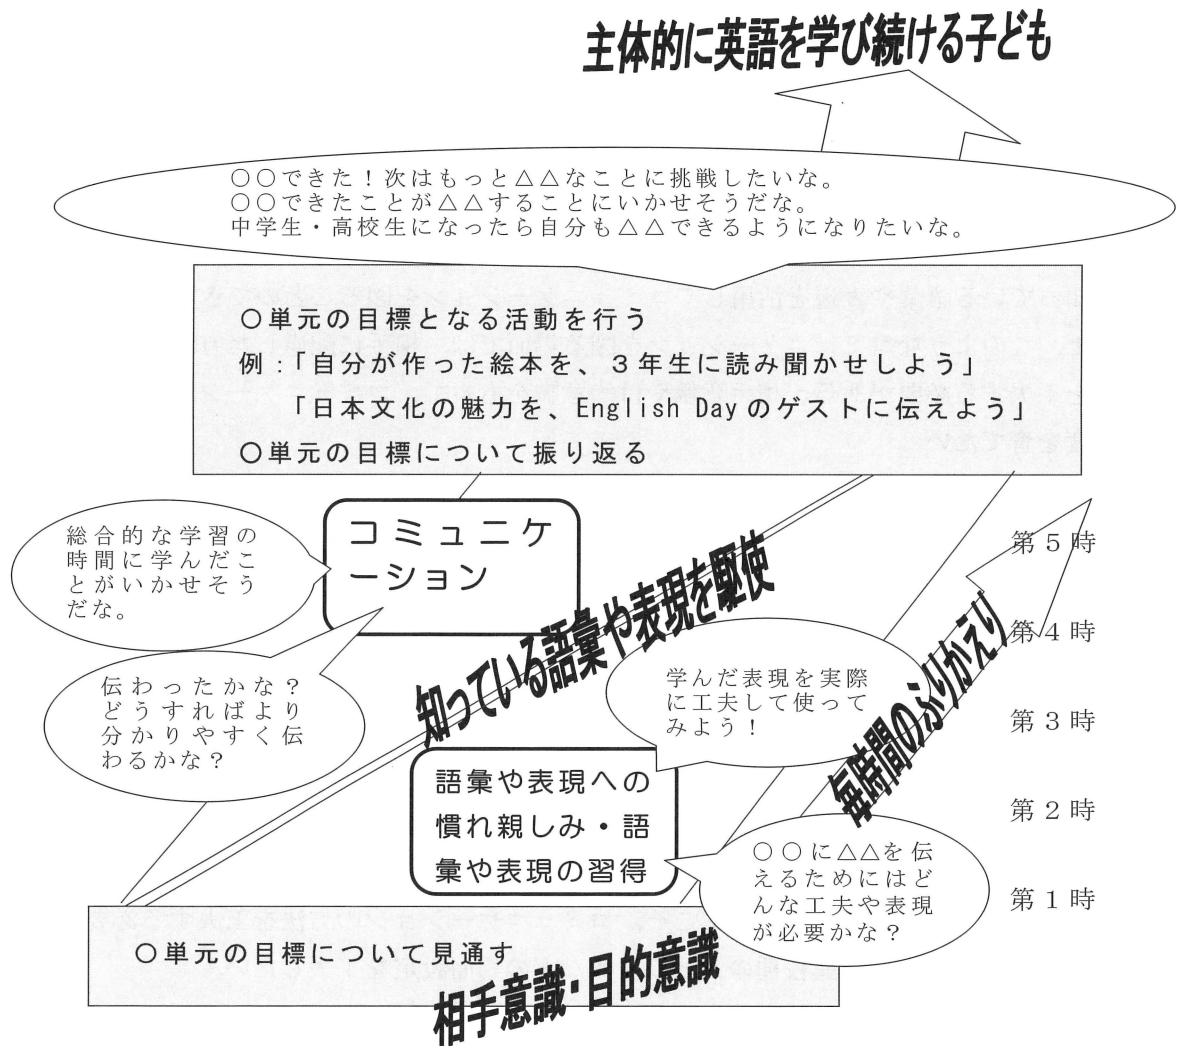 主体的に英語を学び続ける子ども
〇〇できた！次はもっと△△なことに挑戦したいな。
〇〇できたことが△△することにいかせそうだな。
中学生・高校生になったら自分も△△できるようになりたいな。
〇単元の目標となる活動を行う
例：「自分が作った絵本を、３年生に読み聞かせしよう」
「日本文化の魅力を、English Dayのゲストに伝えよう」
〇単元の目標について振り返る
コミュニケ
ーション
総合的な学習の
時間に学んだこ
とがいかせそう
だな。
伝わったかな？
どうすればより
分かりやすく伝
わるかな？
知っている語彙や表現を駆使
学んだ表現を実際
に工夫して使って
みよう！
毎時間のふりかえり
第５時
第４時
第３時
第２時
第１時
語彙や表現への
慣れ親しみ・語
彙や表現の習得
〇〇に△△を伝
えるためにはど
んな工夫や表現
が必要かな？
〇単元の目標について見通す
相手意識・目的意識